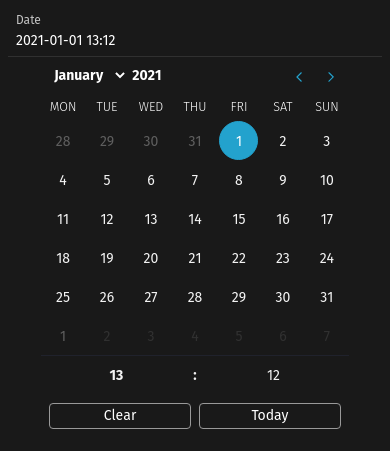 Date
2021-01-01 13:12
January 2021
MON TUE WED THU FRI SAT SUN
28 29 30 31 1 2 3
4 5 6 7 8 9 10
11 12 13 14 15 16 17
18 19 20 21 22 23 24
25 26 27 28 29 30 31
1 2 3 4 5 6 7
13 : 12
Clear Today